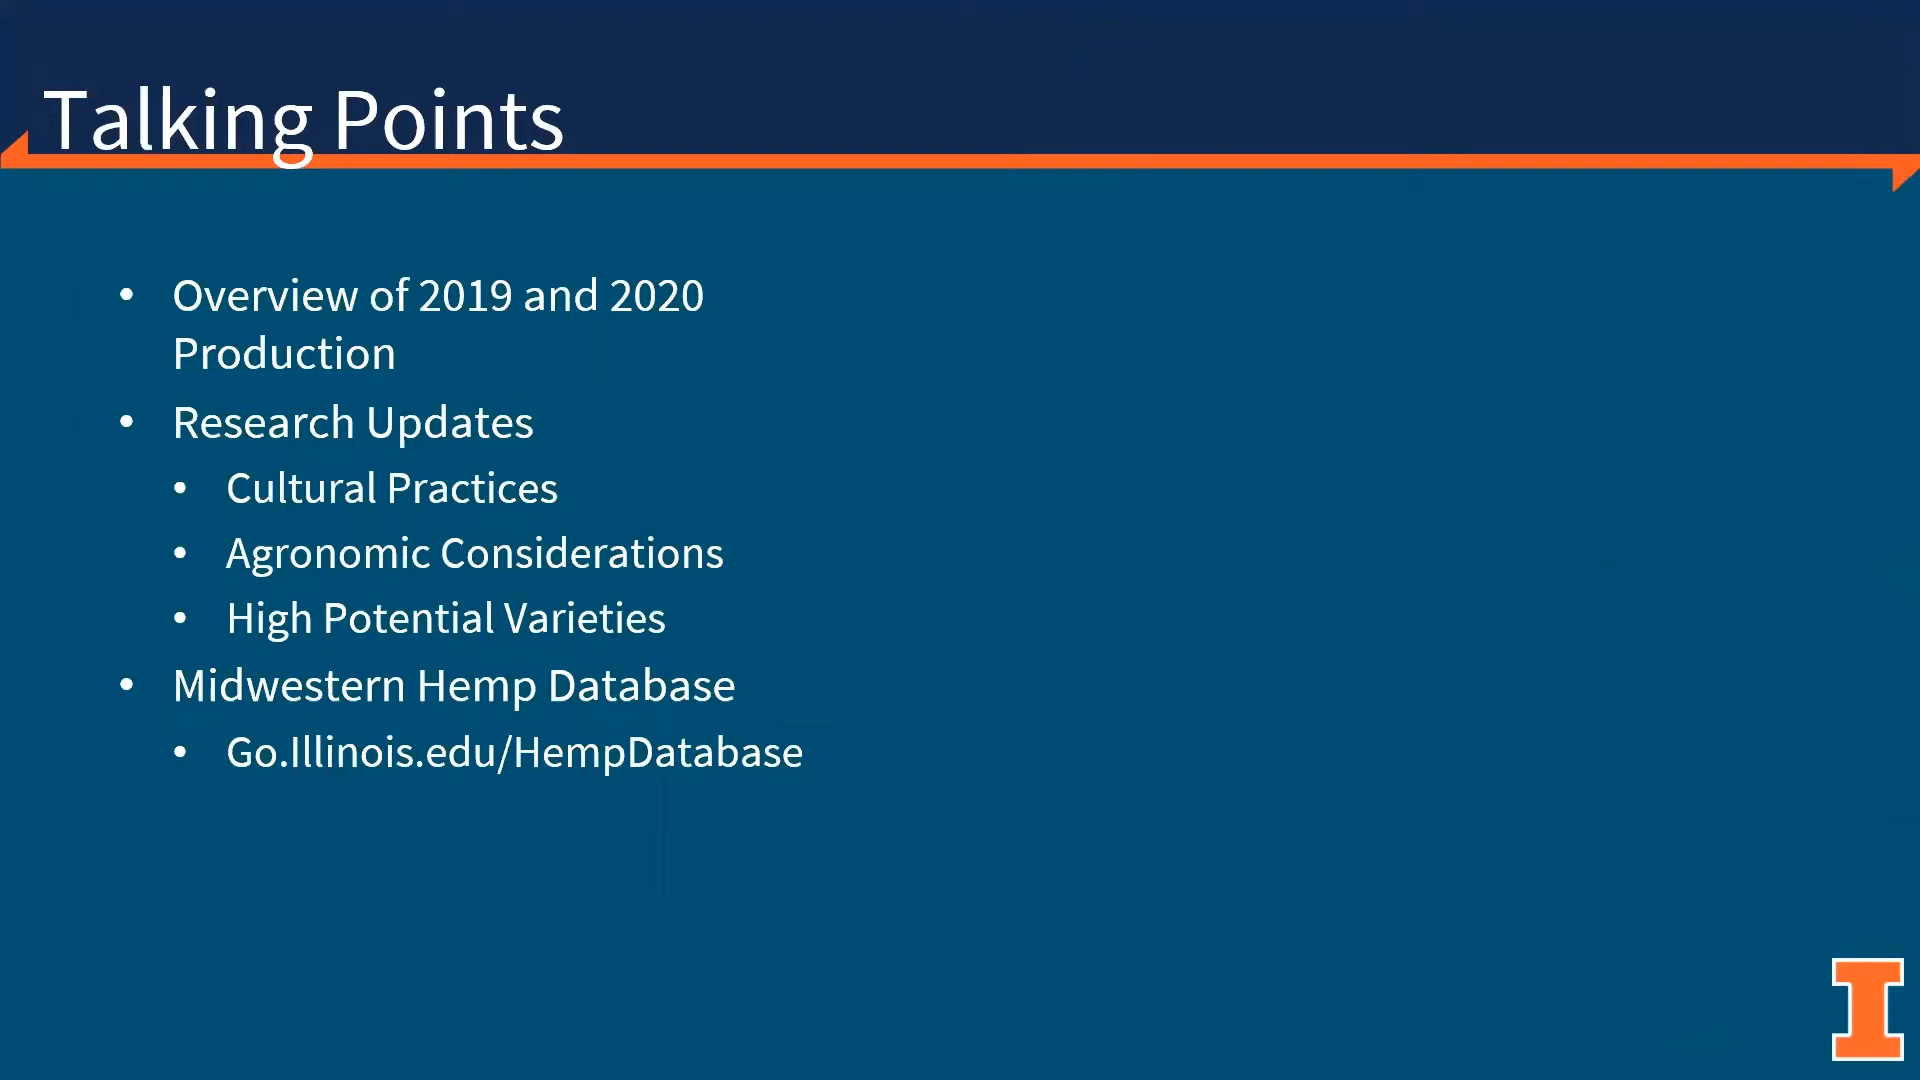 Talking Points
• Overview of 2019 and 2020
Production
• Research Updates
• Cultural Practices
• Agronomic Considerations
• High Potential Varieties
• Midwestern Hemp Database
• Go.Illinois.edu/HempDatabase
I